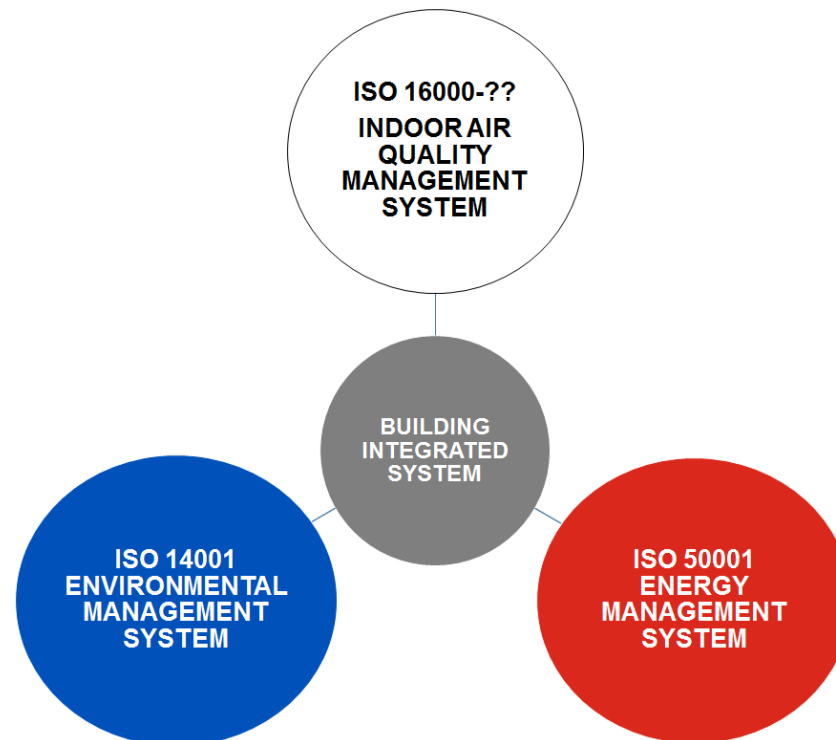 ISO 16000-??
INDOOR AIR
QUALITY
MANAGEMENT
SYSTEM
BUILDING
INTEGRATED
SYSTEM
ISO 14001
ENVIRONMENTAL
MANAGEMENT
SYSTEM
ISO 50001
ENERGY
MANAGEMENT
SYSTEM